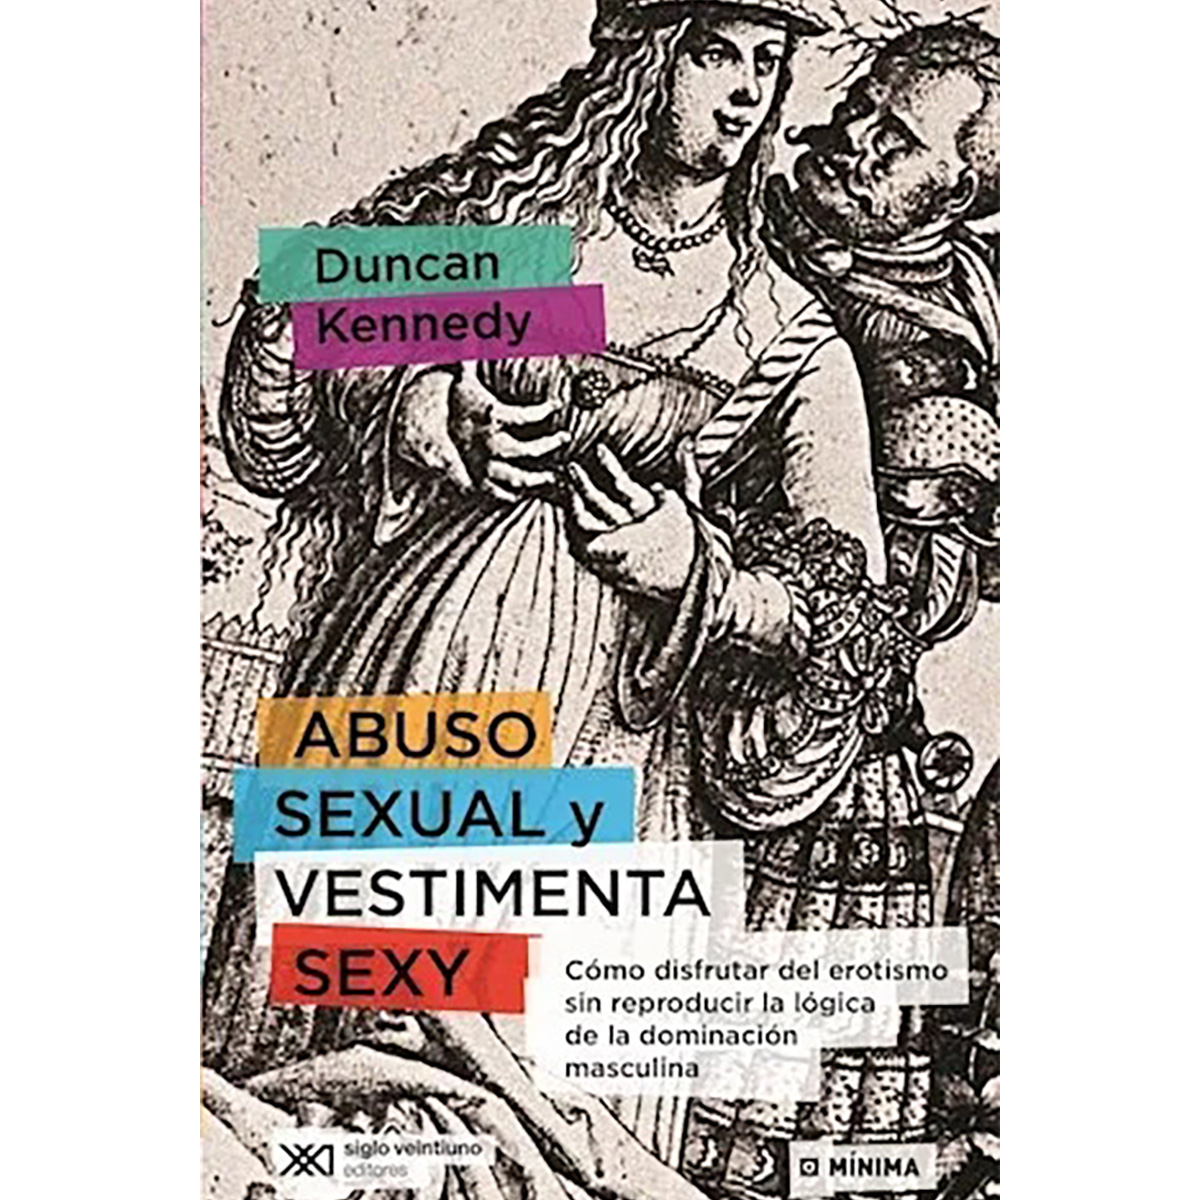 Duncan
Kennedy
ABUSO
SEXUAL y
VESTIMENTA
SEXY
Cómo disfrutar del erotismo
sin reproducir la lógica
de la dominación
masculina
siglo veintiuno
editores
MÍNIMA